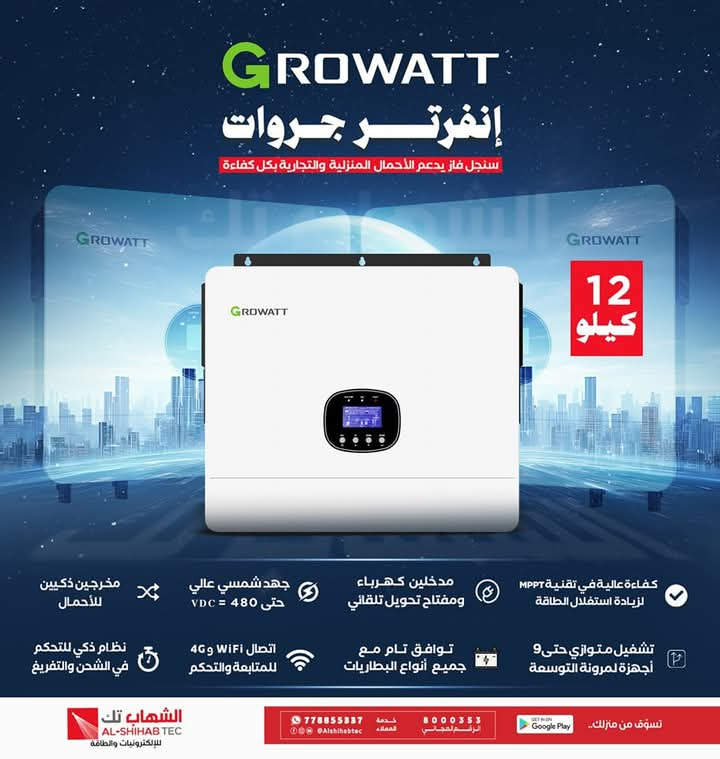 GROWATT
إنفرتر جروات
سنجل فاز يدعم الأحمال المنزلية والتجارية بكل كفاءة
الشهاب تك
GROWATT
GROWATT
GROWATT
12
كيلو
كفاءة عالية في تقنية MPPT
لزيادة استغلال الطاقة
مدخلين كهرباء
ومفتاح تحويل تلقائي
جهد شمسي عالي
حتى VDC = 480
مخرجين ذكيين
للأحمال
تشغيل متوازي حتى 9
أجهزة لمرونة التوسعة
توافق تام مع
جميع أنواع البطاريات
اتصال WiFi و 4G
للمتابعة والتحكم
نظام ذكي للتحكم
في الشحن والتفريغ
تسوّق من منزلك..
GET IN ON
Google Play
8000353
الرقم المجاني
خدمة
العملاء
778855337
@Alshihabtec
الشهاب تك
AL-SHIHAB TEC
للإلكترونيات والطاقة